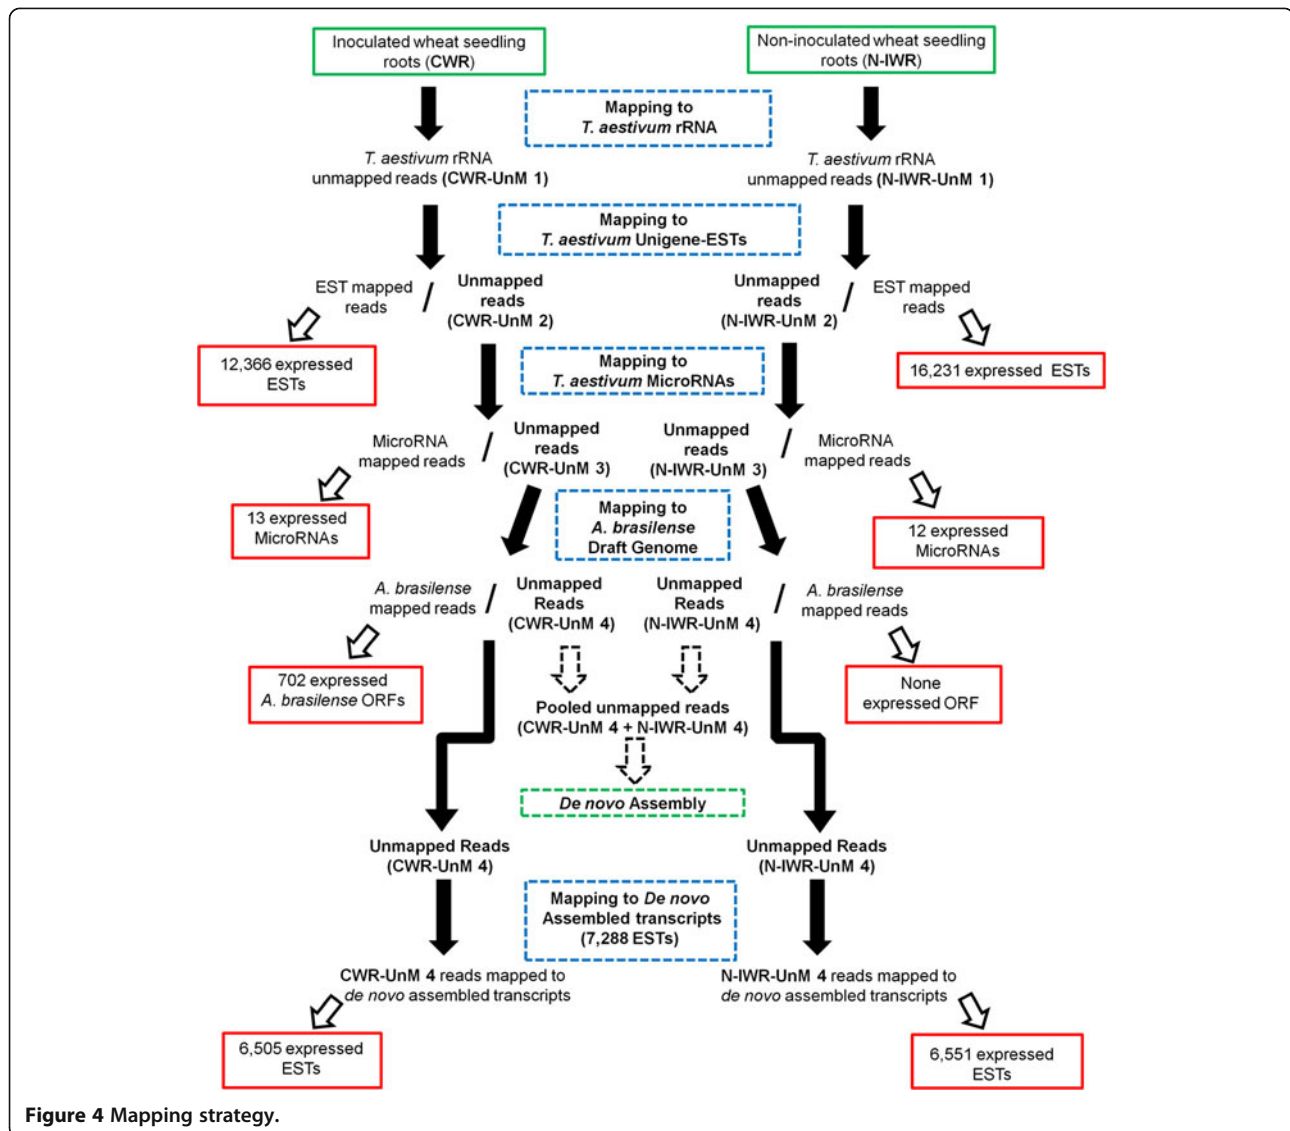 Inoculated wheat seedling
roots (CWR)
Non-inoculated wheat seedling
roots (N-IWR)
Mapping to
T. aestivum rRNA
T. aestivum rRNA
unmapped reads (CWR-UnM 1)
T. aestivum rRNA
unmapped reads (N-IWR-UnM 1)
Mapping to
T. aestivum Unigene-ESTs
EST mapped
reads
/
Unmapped
reads
(CWR-UnM 2)
Unmapped
reads
(N-IWR-UnM 2)
/
EST mapped
reads
12,366 expressed
ESTs
Mapping to
T. aestivum MicroRNAs
16,231 expressed ESTs
MicroRNA
mapped reads
/
Unmapped
reads
(CWR-UnM 3)
Unmapped
reads
(N-IWR-UnM 3)
/
MicroRNA
mapped reads
13 expressed
MicroRNAs
Mapping to
A. brasilense
Draft Genome
12 expressed
MicroRNAs
A. brasilense
mapped reads
/
Unmapped
Reads
(CWR-UnM 4)
Unmapped
Reads
(N-IWR-UnM 4)
/
A. brasilense
mapped reads
702 expressed
A. brasilense ORFs
None
expressed ORF
Pooled unmapped reads
(CWR-UnM 4 + N-IWR-UnM 4)
De novo Assembly
Unmapped Reads
(CWR-UnM 4)
Unmapped Reads
(N-IWR-UnM 4)
Mapping to De novo
Assembled transcripts
(7,288 ESTs)
CWR-UnM 4 reads mapped to
de novo assembled transcripts
N-IWR-UnM 4 reads mapped to
de novo assembled transcripts
6,505 expressed
ESTs
6,551 expressed
ESTs
Figure 4 Mapping strategy.